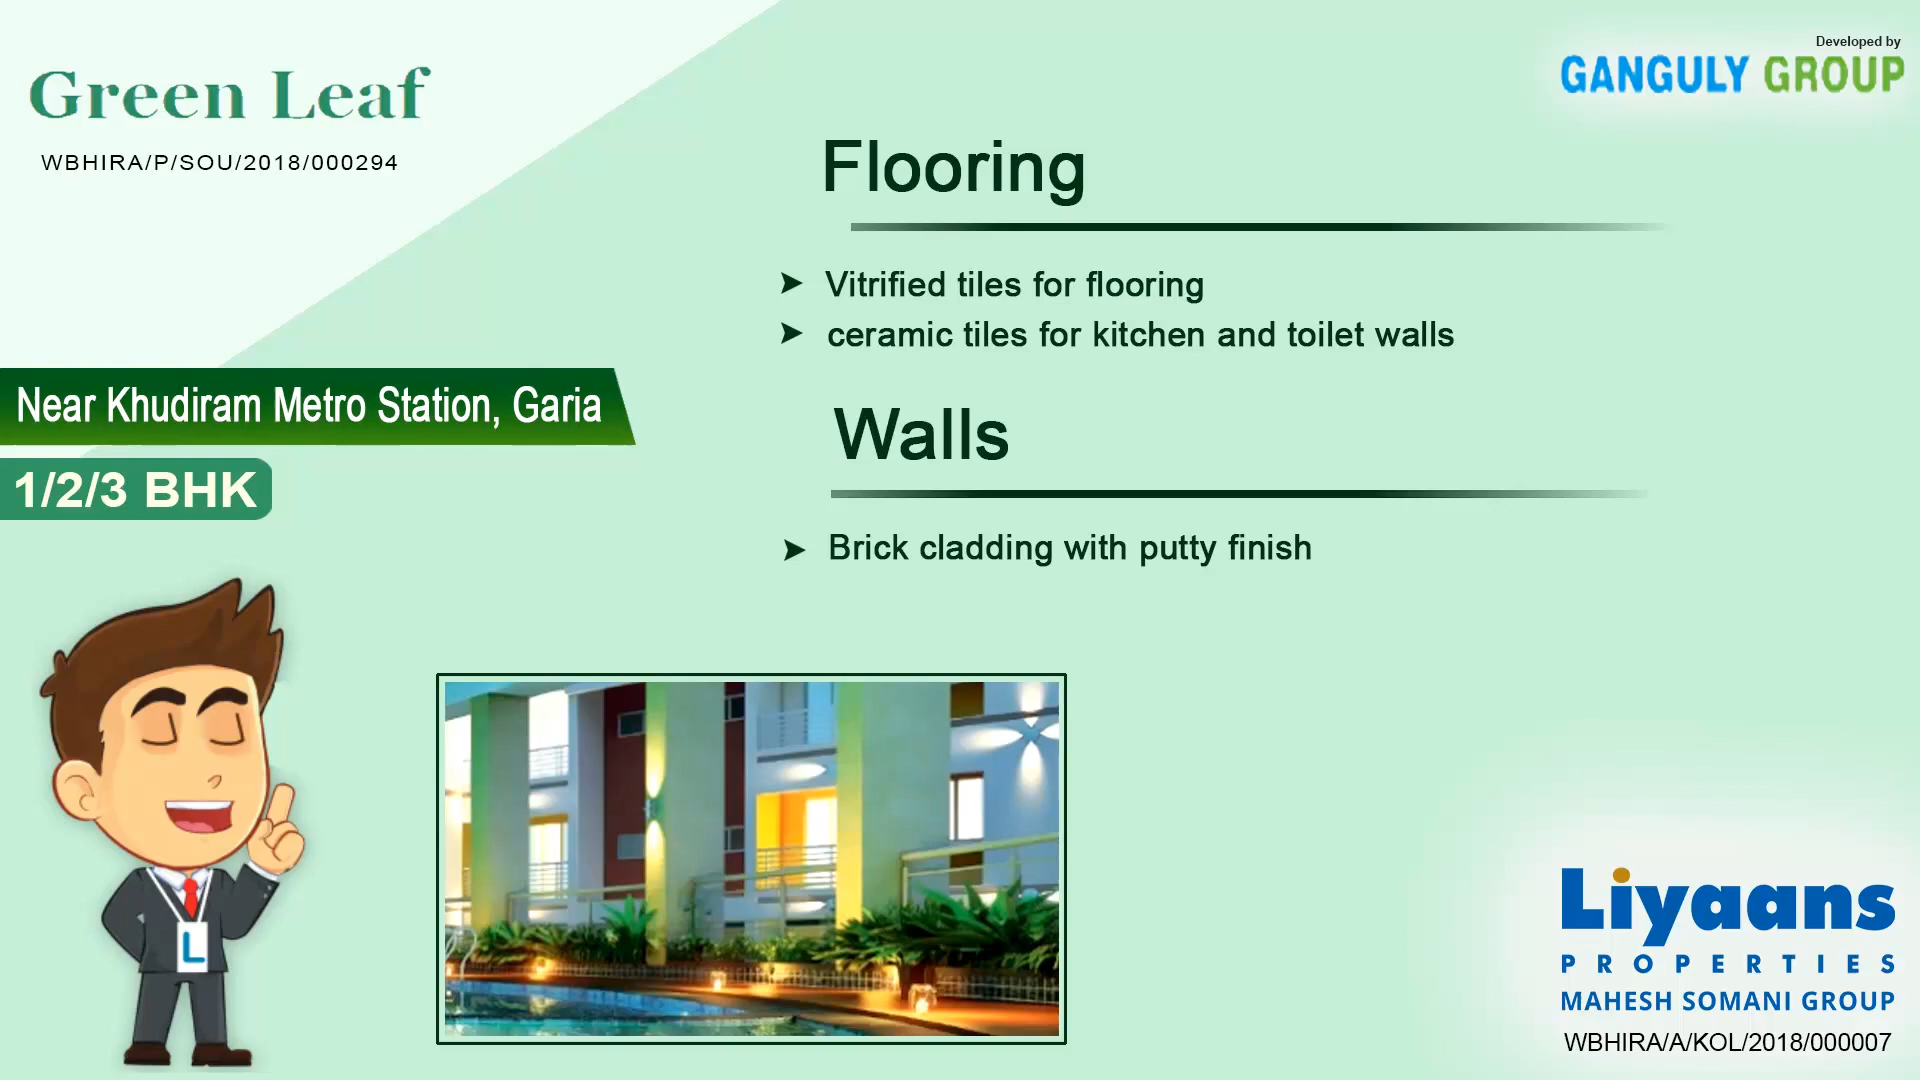 Green Leaf
WBHIRA/P/SOU/2018/000294
Developed by
GANGULY GROUP
Flooring
➤ Vitrified tiles for flooring
➤ ceramic tiles for kitchen and toilet walls
Near Khudiram Metro Station, Garia
1/2/3 BHK
Walls
➤ Brick cladding with putty finish
L
Liyaans
PROPERTIES
MAHESH SOMANI GROUP
WBHIRA/A/KOL/2018/000007